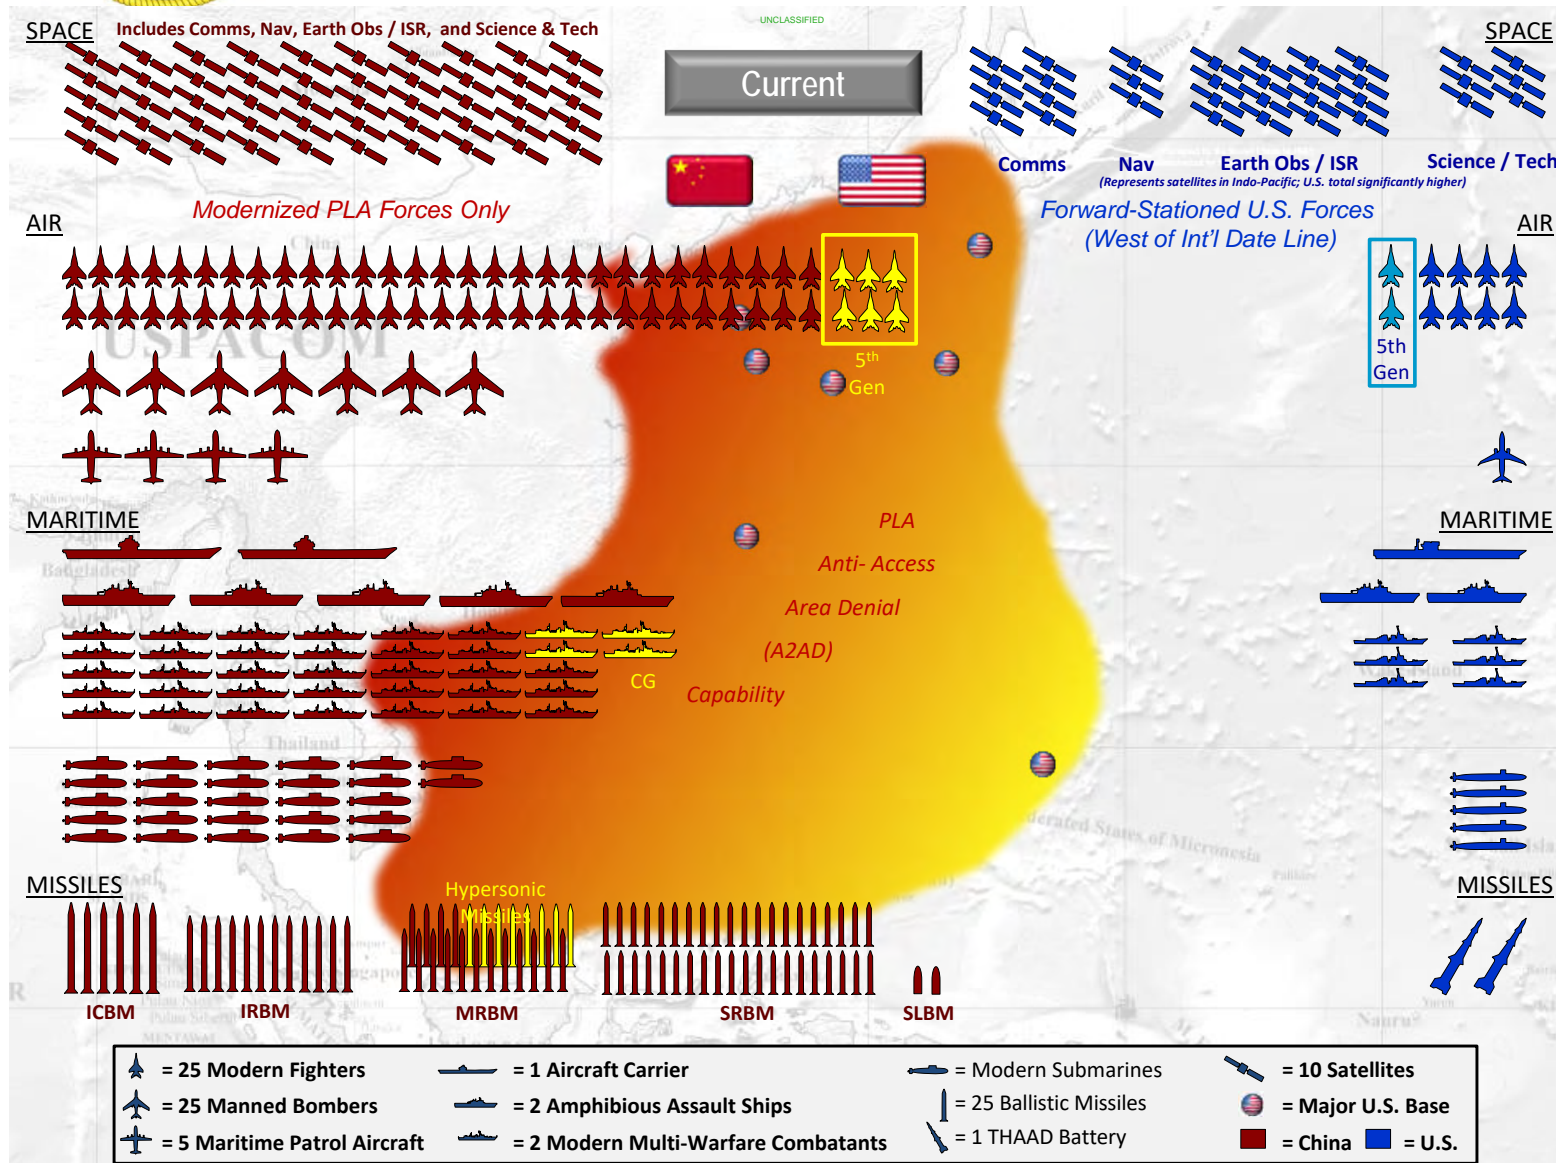 UNCLASSIFIED
SPACE
Includes Comms, Nav, Earth Obs / ISR, and Science & Tech
Current
SPACE
Comms
Nav
Earth Obs / ISR
Science / Tech
(Represents satellites in Indo-Pacific; U.S. total significantly higher)
Modernized PLA Forces Only
Forward-Stationed U.S. Forces
(West of Int'l Date Line)
AIR
AIR
China
USPACOM
5th
Gen
5th
Gen
MARITIME
MARITIME
Bangladesh
PLA
Anti- Access
Area Denial
(A2AD)
Capability
CG
Thailand
MISSILES
MISSILES
Hypersonic
Missiles
ICBM
IRBM
MRBM
SRBM
SLBM
Nauru
= 25 Modern Fighters
= 1 Aircraft Carrier
= Modern Submarines
= 10 Satellites
= 25 Manned Bombers
= 2 Amphibious Assault Ships
= 25 Ballistic Missiles
= Major U.S. Base
= 5 Maritime Patrol Aircraft
= 2 Modern Multi-Warfare Combatants
= 1 THAAD Battery
= China
= U.S.